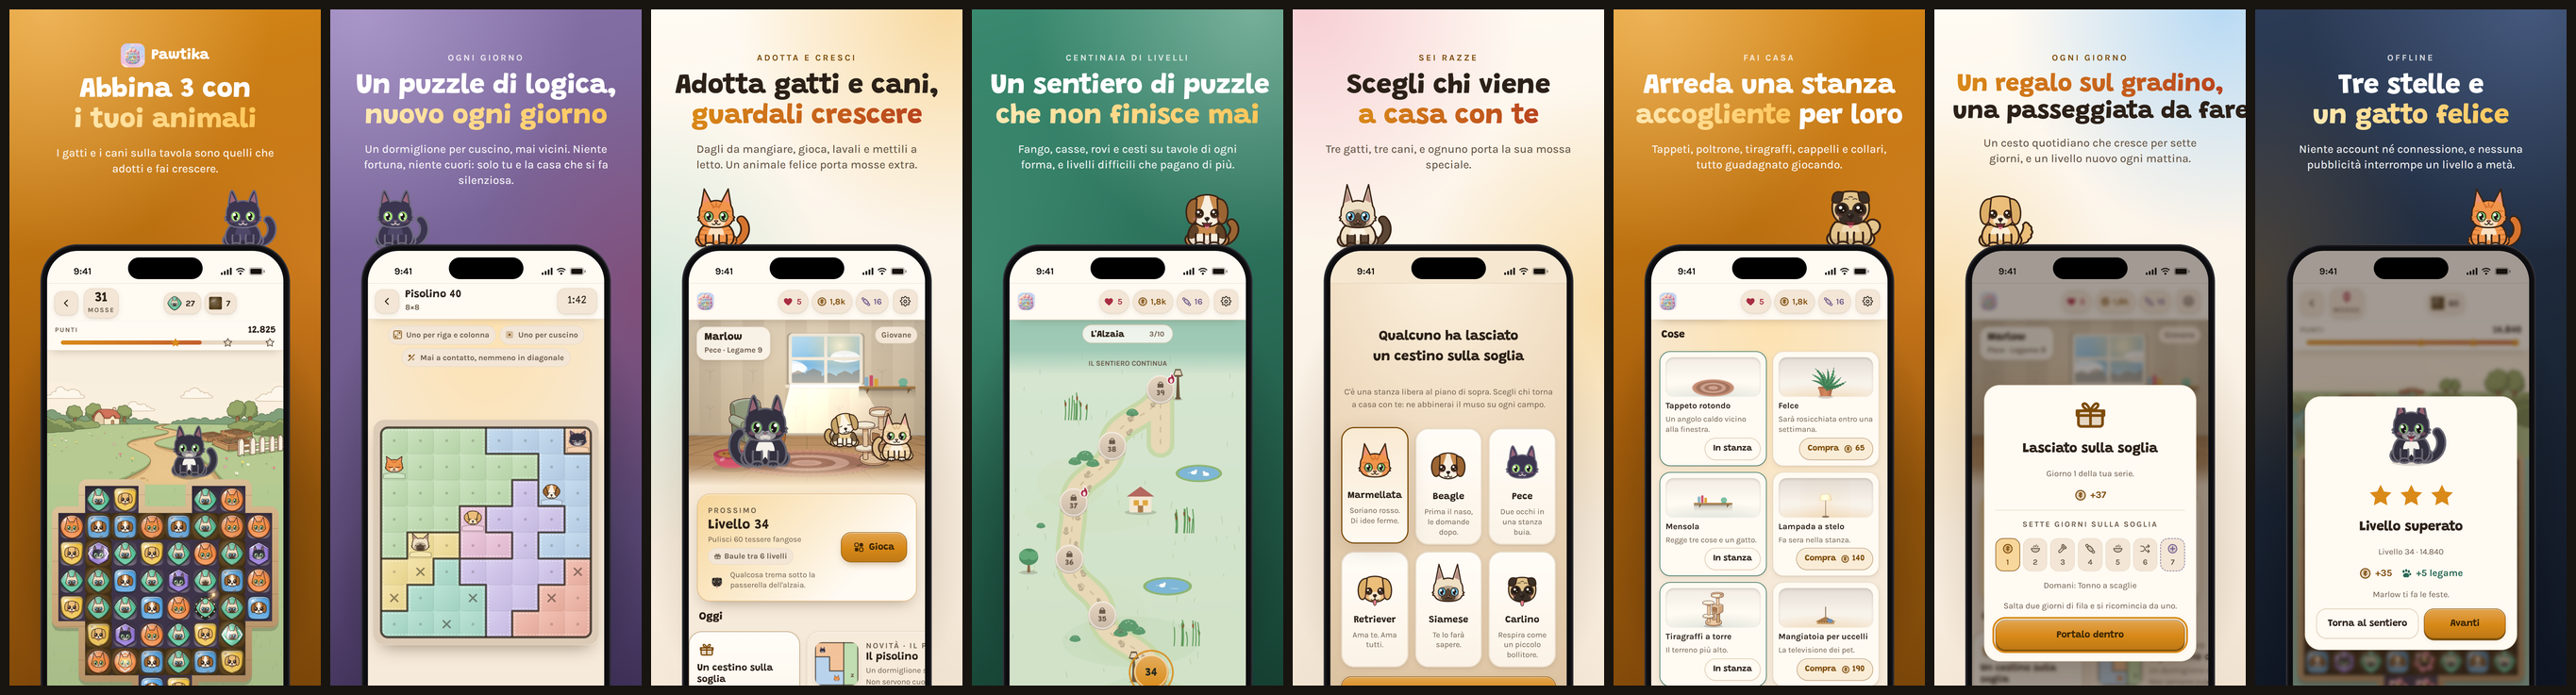 Pawtika
Abbina 3 con
i tuoi animali
I gatti e i cani sulla tavola sono quelli che
adotti e fai crescere.
9:41
31
MOSSE
27
7
PUNTI
12.825
OGNI GIORNO
Un puzzle di logica,
nuovo ogni giorno
Un dormiglione per cuscino, mai vicini. Niente
fortuna, niente cuori: solo tu e la casa che si fa
silenziosa.
9:41
Pisolino 40
8×8
1:42
Uno per riga e colonna
Uno per cuscino
Mai a contatto, nemmeno in diagonale
ADOTTA E CRESCI
Adotta gatti e cani,
guardali crescere
Dagli da mangiare, gioca, lavali e mettili a
letto. Un animale felice porta mosse extra.
9:41
5
1,8k
16
Marlow
Pece · Legame 9
Giovane
PROSSIMO
Livello 34
Pulisci 60 tessere fangose
Baule tra 6 livelli
Gioca
Qualcosa trema sotto la
passerella dell'alzaia.
Oggi
Un cestino sulla
soglia
NOVITÀ · IL P
Il pisolino
Un dormiglione
Non servono cuo
CENTINAIA DI LIVELLI
Un sentiero di puzzle
che non finisce mai
Fango, casse, rovi e cesti su tavole di ogni
forma, e livelli difficili che pagano di più.
9:41
5
1,8k
16
L'Alzaia
3/10
IL SENTIERO CONTINUA
39
38
37
36
35
34
SEI RAZZE
Scegli chi viene
a casa con te
Tre gatti, tre cani, e ognuno porta la sua mossa
speciale.
9:41
Qualcuno ha lasciato
un cestino sulla soglia
C'è una stanza libera al piano di sopra. Scegli chi torna
a casa con te: ne abbinerai il muso su ogni campo.
Marmellata
Soriano rosso.
Di idee ferme.
Beagle
Prima il naso,
le domande
dopo.
Pece
Due occhi in
una stanza
buia.
Retriever
Ama te. Ama
tutti.
Siamese
Te lo farà
sapere.
Carlino
Respira come
un piccolo
bollitore.
FAI CASA
Arreda una stanza
accogliente per loro
Tappeti, poltrone, tiragraffi, cappelli e collari,
tutto guadagnato giocando.
9:41
5
1,8k
16
Cose
Tappeto rotondo
Un angolo caldo vicino
alla finestra.
In stanza
Felce
Sarà rosicchiata entro una
settimana.
Compra 65
Mensola
Regge tre cose e un gatto.
In stanza
Lampada a stelo
Fa sera nella stanza.
Compra 140
Tiragraffi a torre
Il terreno più alto.
In stanza
Mangiatoia per uccelli
La televisione dei pet.
Compra 190
OGNI GIORNO
Un regalo sul gradino,
una passeggiata da fare
Un cesto quotidiano che cresce per sette
giorni, e un livello nuovo ogni mattina.
9:41
Marlow
Pece · Legame 9
Lasciato sulla soglia
Giorno 1 della tua serie.
+37
SETTE GIORNI SULLA SOGLIA
1
2
3
4
5
6
7
Domani: Tonno a scaglie
Salta due giorni di fila e si ricomincia da uno.
Portalo dentro
OFFLINE
Tre stelle e
un gatto felice
Niente account né connessione, e nessuna
pubblicità interrompe un livello a metà.
9:41
Livello superato
Livello 34 · 14.840
+35
+5 legame
Marlow ti fa le feste.
Torna al sentiero
Avanti